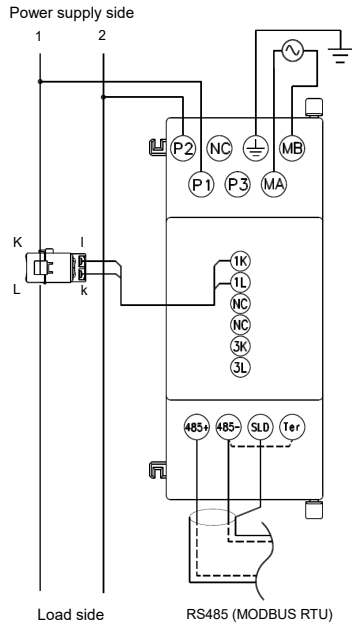 Power supply side
1 2
P2 NC MB
P1 P3 MA
K l
L k
1K
1L
NC
NC
3K
3L
485+ 485- SLD Ter
Load side RS485 (MODBUS RTU)